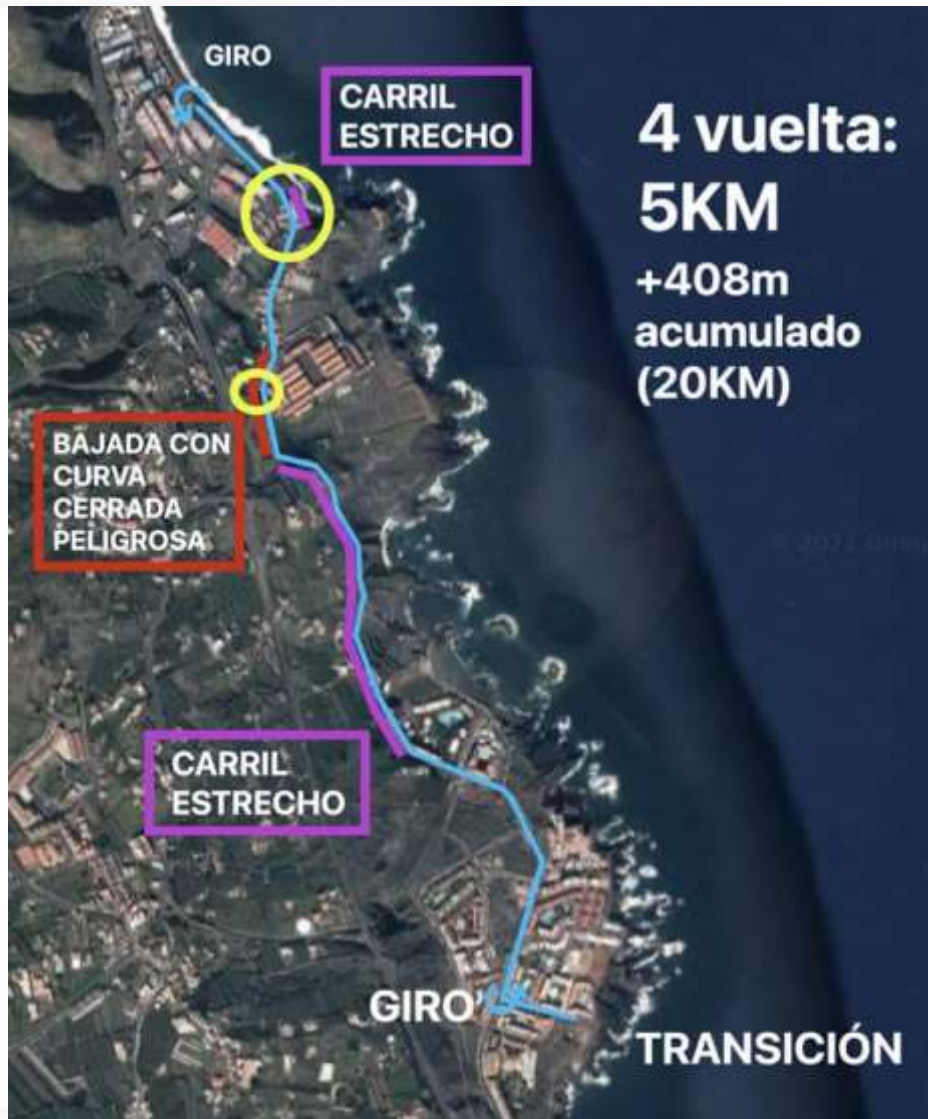 GIRO
CARRIL
ESTRECHO
4 vuelta:
5KM
+408m
acumulado
(20KM)
BAJADA CON
CURVA
CERRADA
PELIGROSA
CARRIL
ESTRECHO
GIRO
TRANSICIÓN